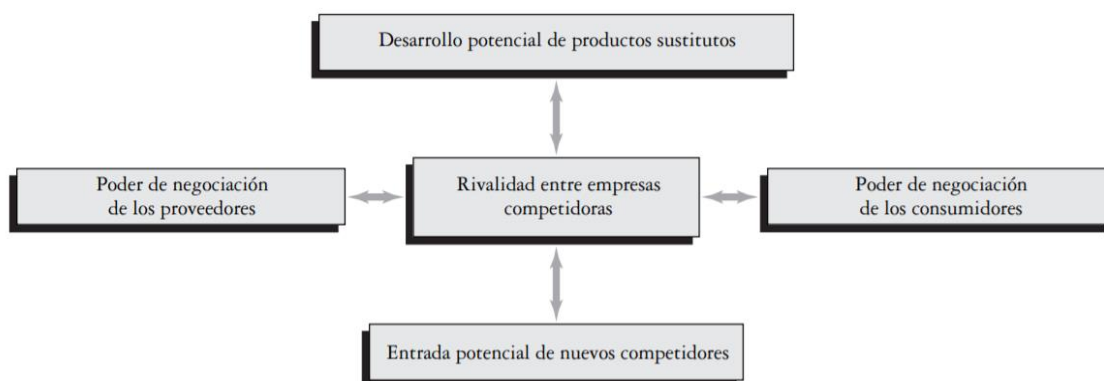 Desarrollo potencial de productos sustitutos
Poder de negociación
de los proveedores
Rivalidad entre empresas
competidoras
Poder de negociación
de los consumidores
Entrada potencial de nuevos competidores